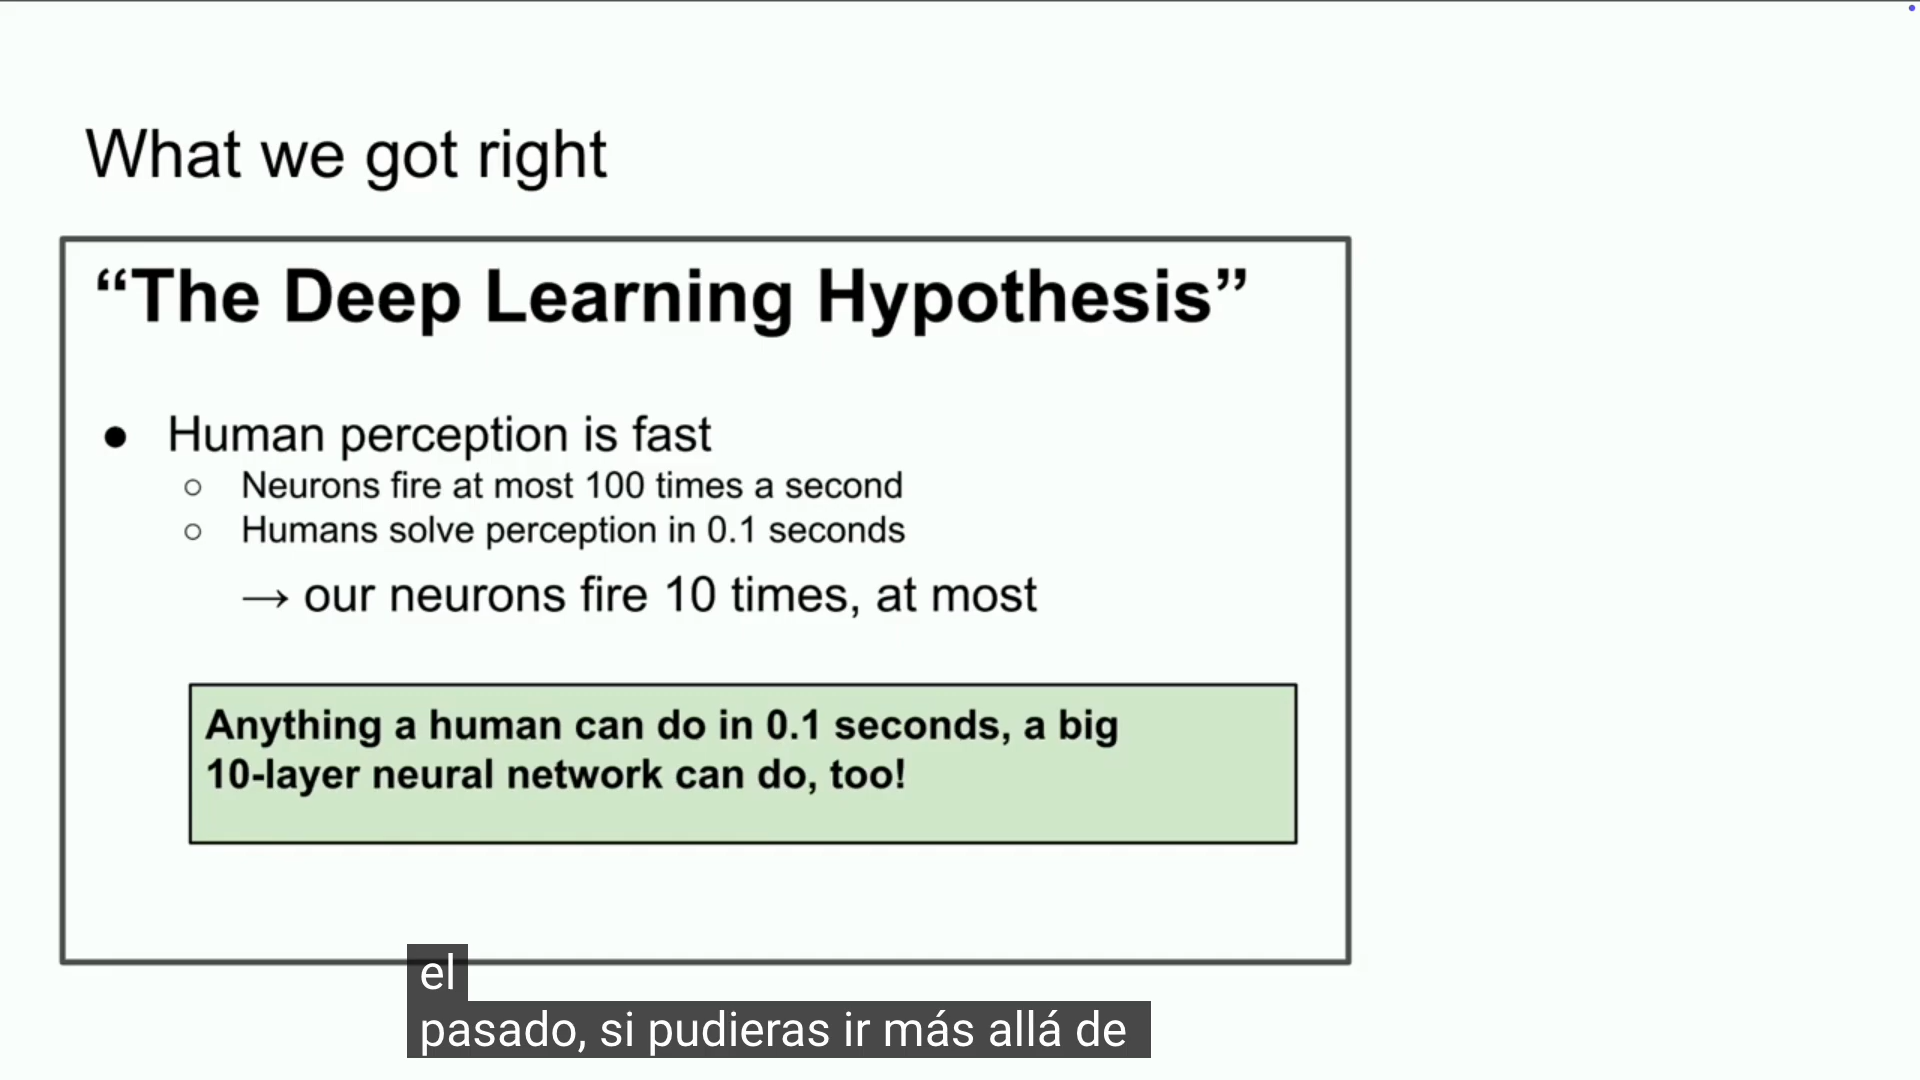 What we got right
“The Deep Learning Hypothesis”
● Human perception is fast
○ Neurons fire at most 100 times a second
○ Humans solve perception in 0.1 seconds
→ our neurons fire 10 times, at most
Anything a human can do in 0.1 seconds, a big
10-layer neural network can do, too!
el
pasado, si pudieras ir más allá de